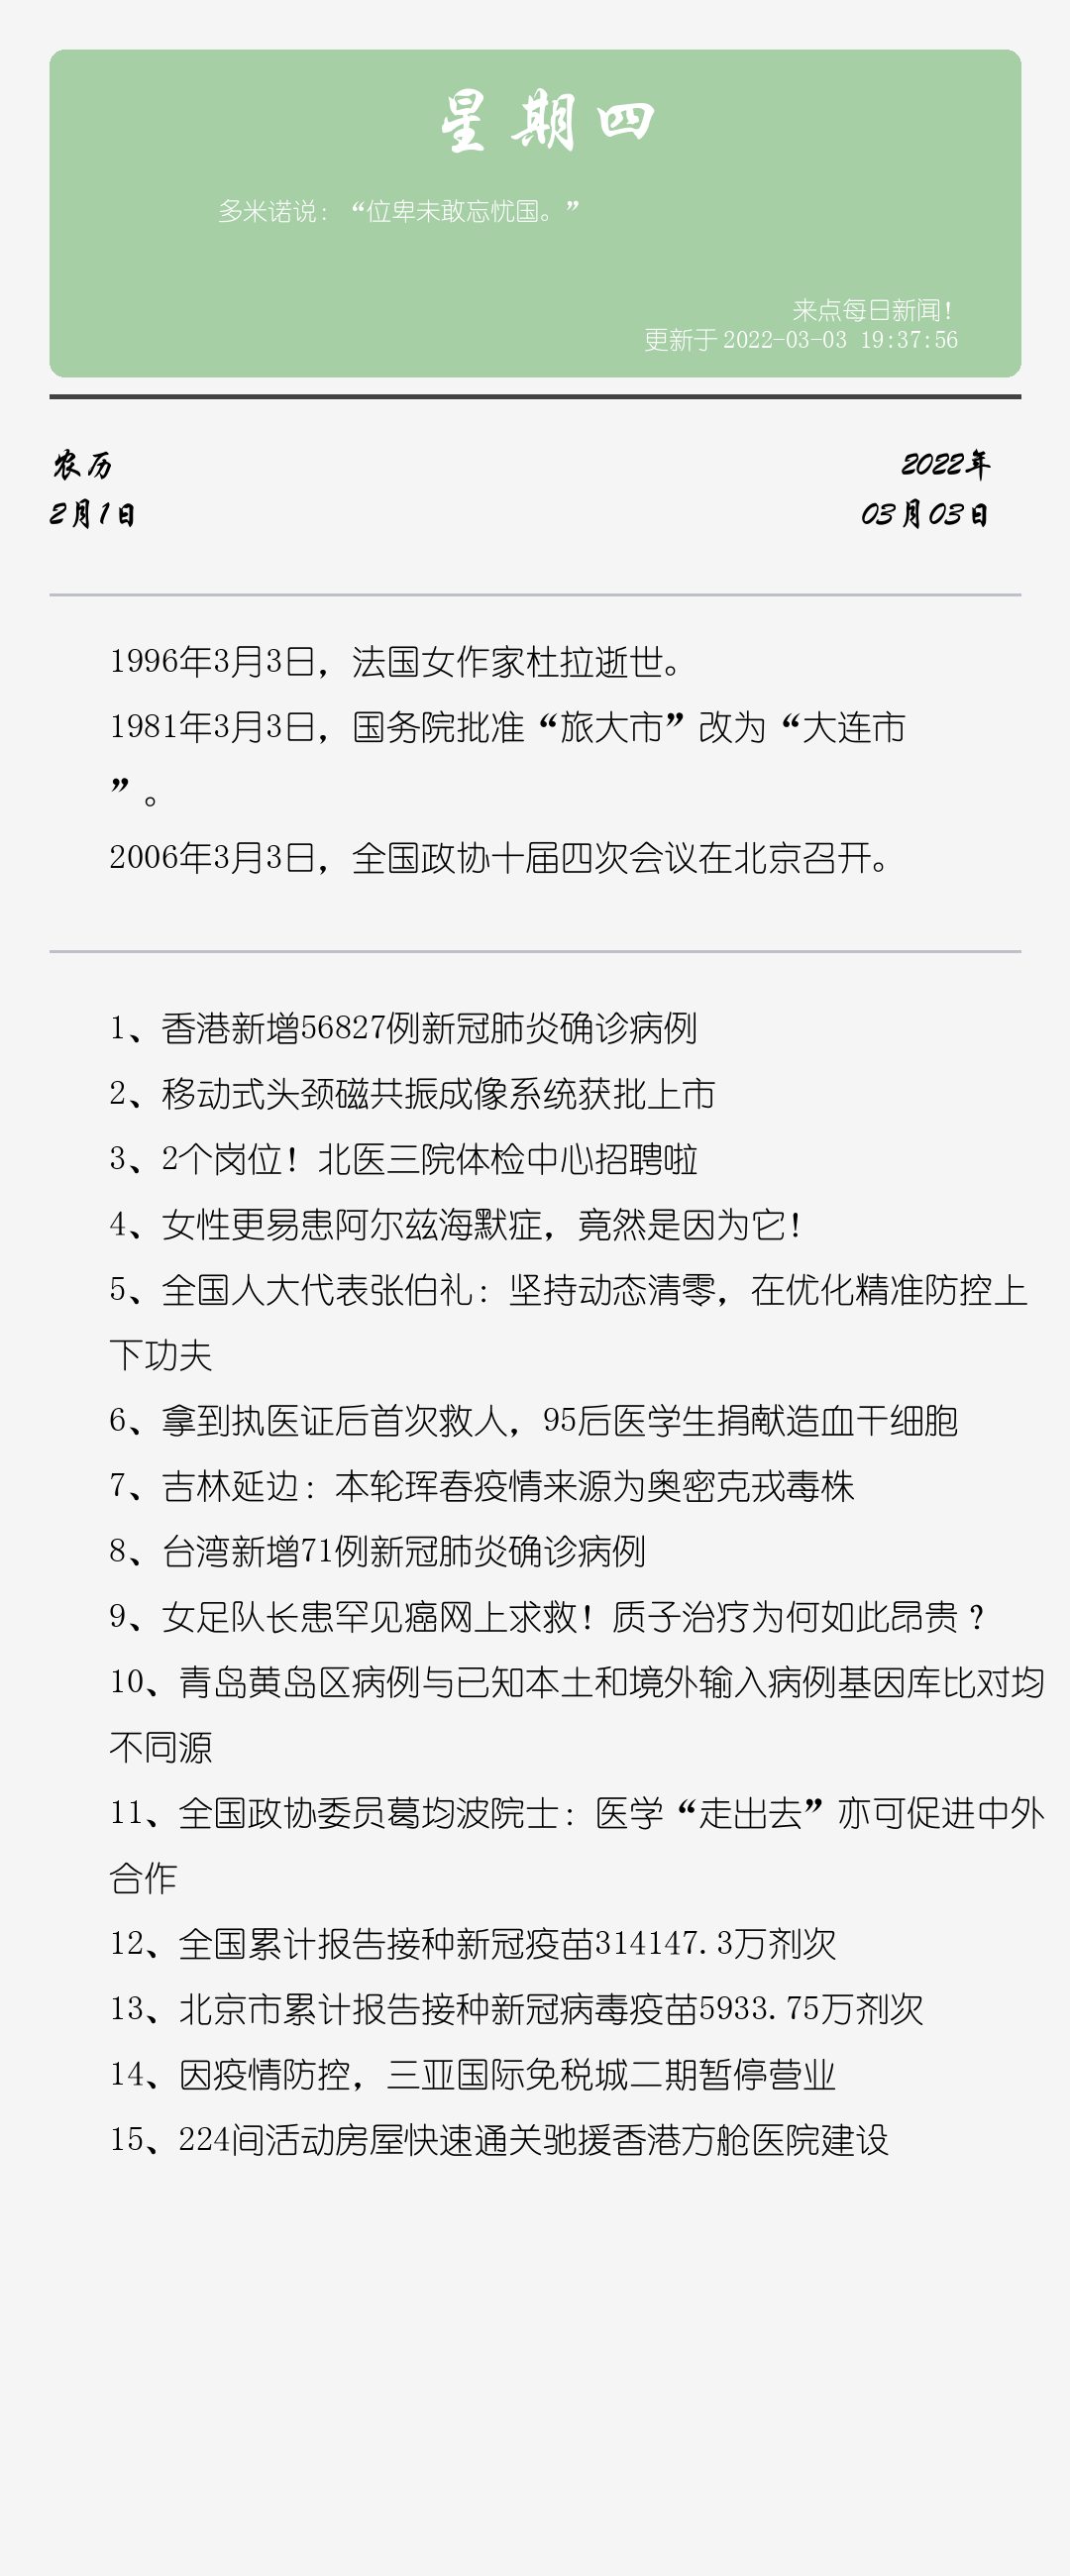 星期四
多米诺说：“位卑未敢忘忧国。”
来点每日新闻！
更新于 2022-03-03 19:37:56
农历
2022年
2月1日
03月03日
1996年3月3日，法国女作家杜拉逝世。
1981年3月3日，国务院批准“旅大市”改为“大连市
”。
2006年3月3日，全国政协十届四次会议在北京召开。
1、香港新增56827例新冠肺炎确诊病例
2、移动式头颈磁共振成像系统获批上市
3、2个岗位！北医三院体检中心招聘啦
4、女性更易患阿尔兹海默症，竟然是因为它！
5、全国人大代表张伯礼：坚持动态清零，在优化精准防控上
下功夫
6、拿到执医证后首次救人，95后医学生捐献造血干细胞
7、吉林延边：本轮珲春疫情来源为奥密克戎毒株
8、台湾新增71例新冠肺炎确诊病例
9、女足队长患罕见癌网上求救！质子治疗为何如此昂贵？
10、青岛黄岛区病例与已知本土和境外输入病例基因库比对均
不同源
11、全国政协委员葛均波院士：医学“走出去”亦可促进中外
合作
12、全国累计报告接种新冠疫苗314147.3万剂次
13、北京市累计报告接种新冠病毒疫苗5933.75万剂次
14、因疫情防控，三亚国际免税城二期暂停营业
15、224间活动房屋快速通关驰援香港方舱医院建设